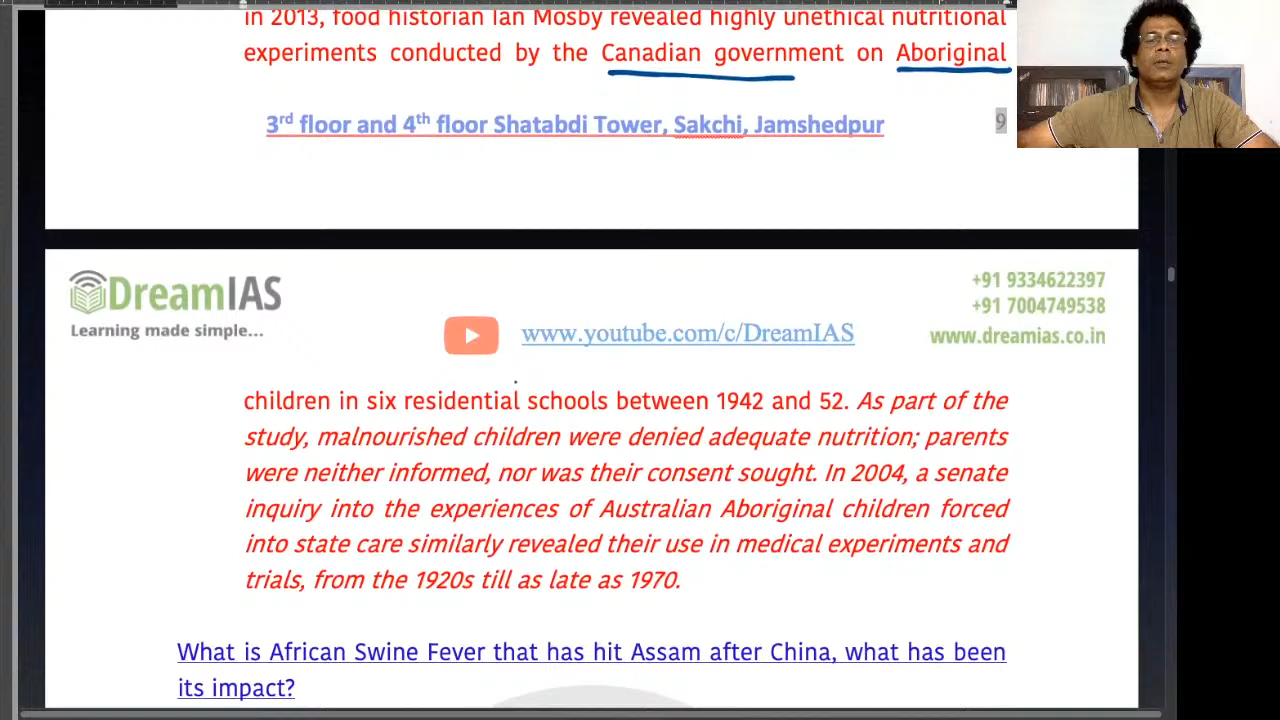 In 2013, food historian Ian Mosby revealed highly unethical nutritional
experiments conducted by the Canadian government on Aboriginal
3rd floor and 4th floor Shatabdi Tower, Sakchi, Jamshedpur
9
DreamIAS
Learning made simple...
www.youtube.com/c/DreamIAS
+91 9334622397
+91 7004749538
www.dreamias.co.in
children in six residential schools between 1942 and 52. As part of the
study, malnourished children were denied adequate nutrition; parents
were neither informed, nor was their consent sought. In 2004, a senate
inquiry into the experiences of Australian Aboriginal children forced
into state care similarly revealed their use in medical experiments and
trials, from the 1920s till as late as 1970.
What is African Swine Fever that has hit Assam after China, what has been
its impact?